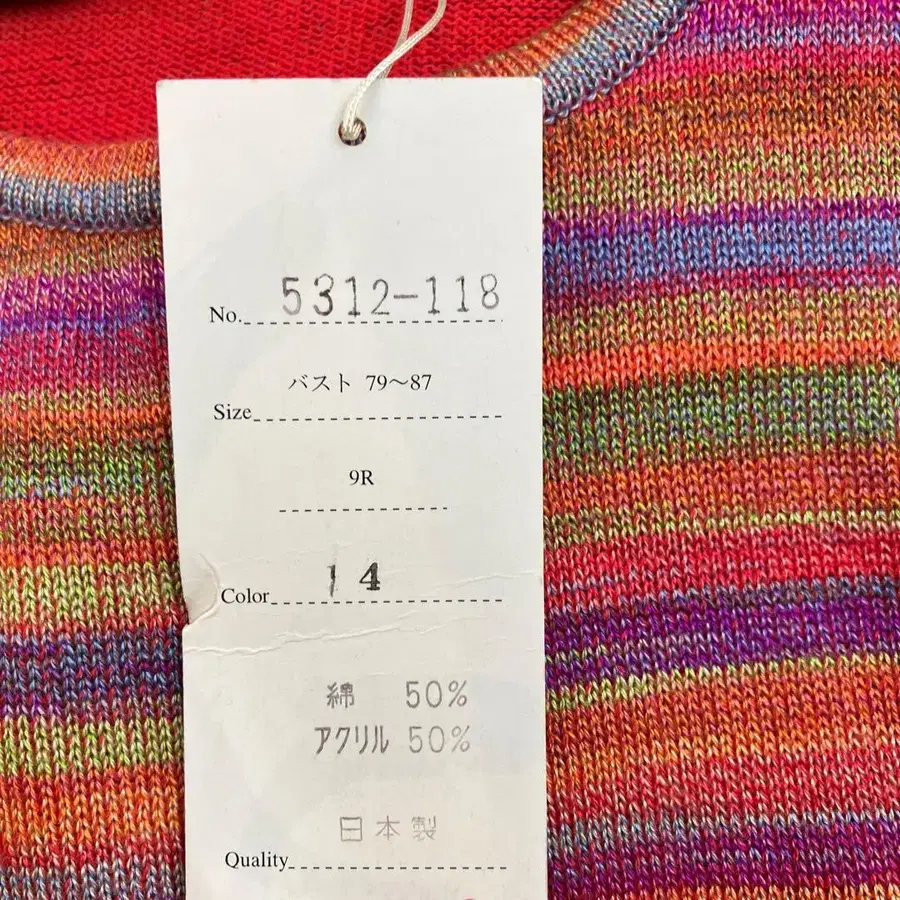 No. 5312-118
バスト 79～87
Size
9R
Color 14
綿 50%
アクリル 50%
日本製
Quality